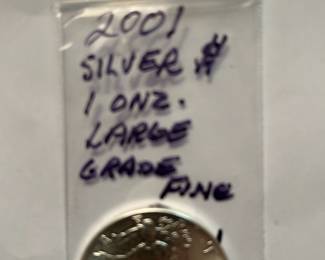 2001
SILVER $
1 ONZ.
LARGE
GRADE
FINE